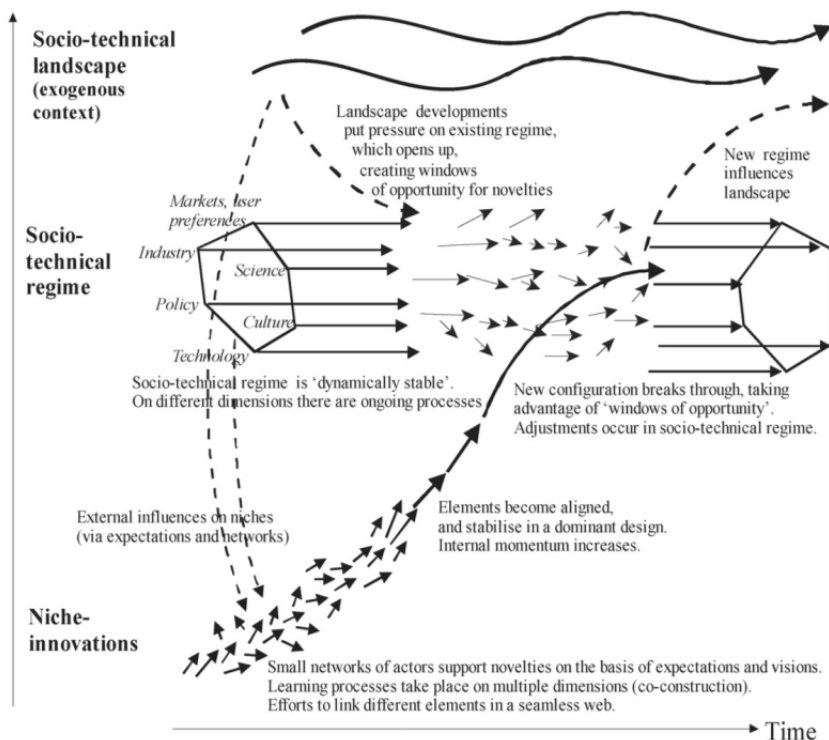 Socio-technical
landscape
(exogenous
context)
Landscape developments
put pressure on existing regime,
which opens up,
creating windows
of opportunity for novelties
New regime
influences
landscape
Markets, user
preferences
Socio-
technical
regime
Industry
Science
Policy
Culture
Technology
Socio-technical regime is ‘dynamically stable’.
On different dimensions there are ongoing processes
New configuration breaks through, taking
advantage of ‘windows of opportunity’.
Adjustments occur in socio-technical regime.
External influences on niches
(via expectations and networks)
Elements become aligned,
and stabilise in a dominant design.
Internal momentum increases.
Niche-
innovations
Small networks of actors support novelties on the basis of expectations and visions.
Learning processes take place on multiple dimensions (co-construction).
Efforts to link different elements in a seamless web.
Time